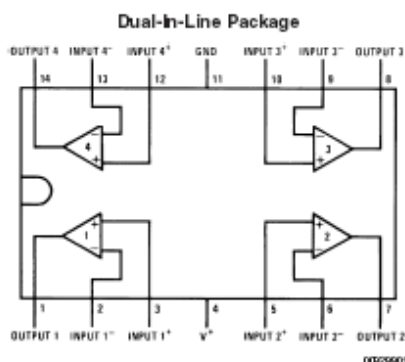 Dual-In-Line Package
OUTPUT 4 INPUT 4⁻ INPUT 4⁺ GND INPUT 3⁺ INPUT 3⁻ OUTPUT 3
14 13 12 11 10 9 8
4 − +
− + 3
1 + −
+ − 2
1 2 3 4 5 6 7
OUTPUT 1 INPUT 1⁻ INPUT 1⁺ V⁺ INPUT 2⁺ INPUT 2⁻ OUTPUT 2